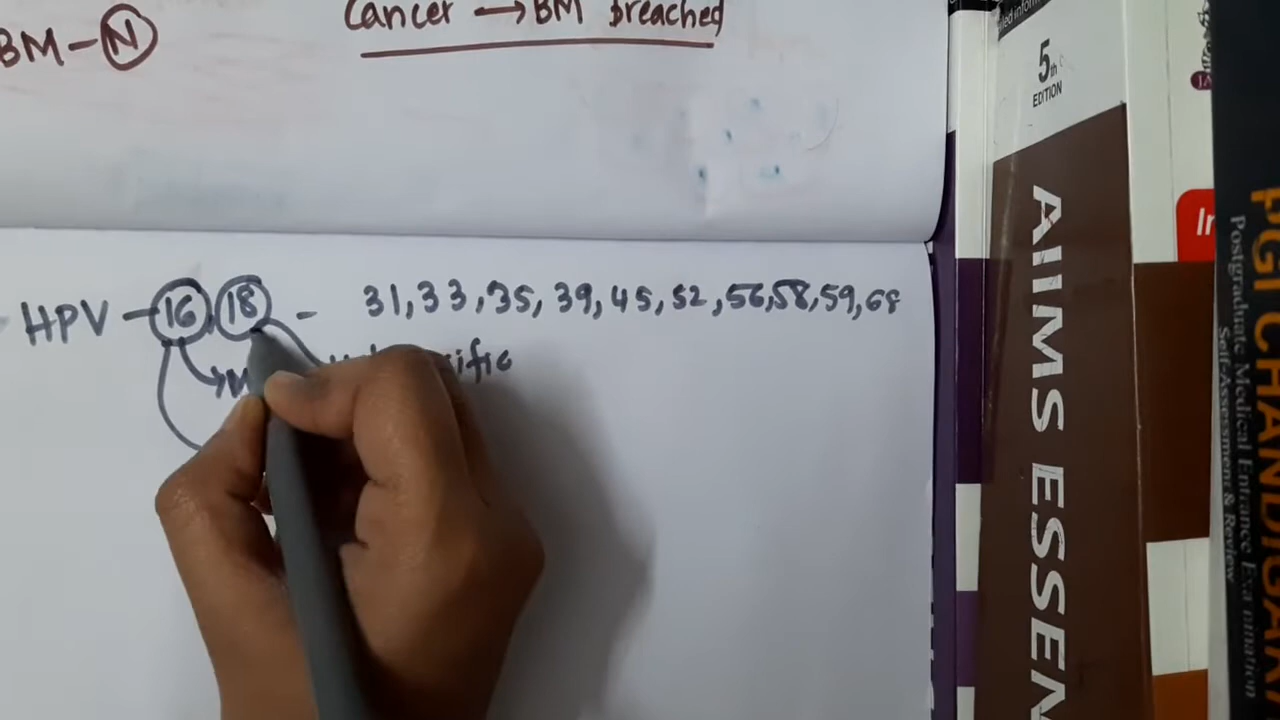 BM - N
Cancer → BM breached
HPV - 16, 18 - 31, 33, 35, 39, 45, 52, 56, 58, 59, 68
5th
EDITION
AIIMS ESSEN
PGI CHANDIGAR
Postgraduate Medical Entrance Examination
Self-Assessment & Review